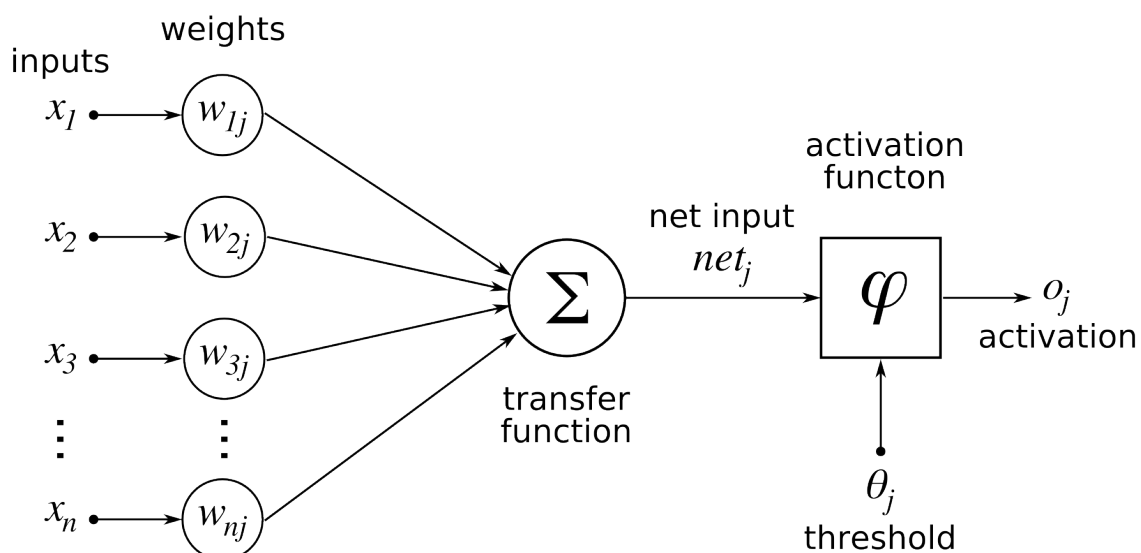 weights
inputs
x1
w1j
x2
w2j
x3
w3j
xn
wnj
Σ
transfer
function
net input
netj
activation
functon
φ
oj
activation
θj
threshold